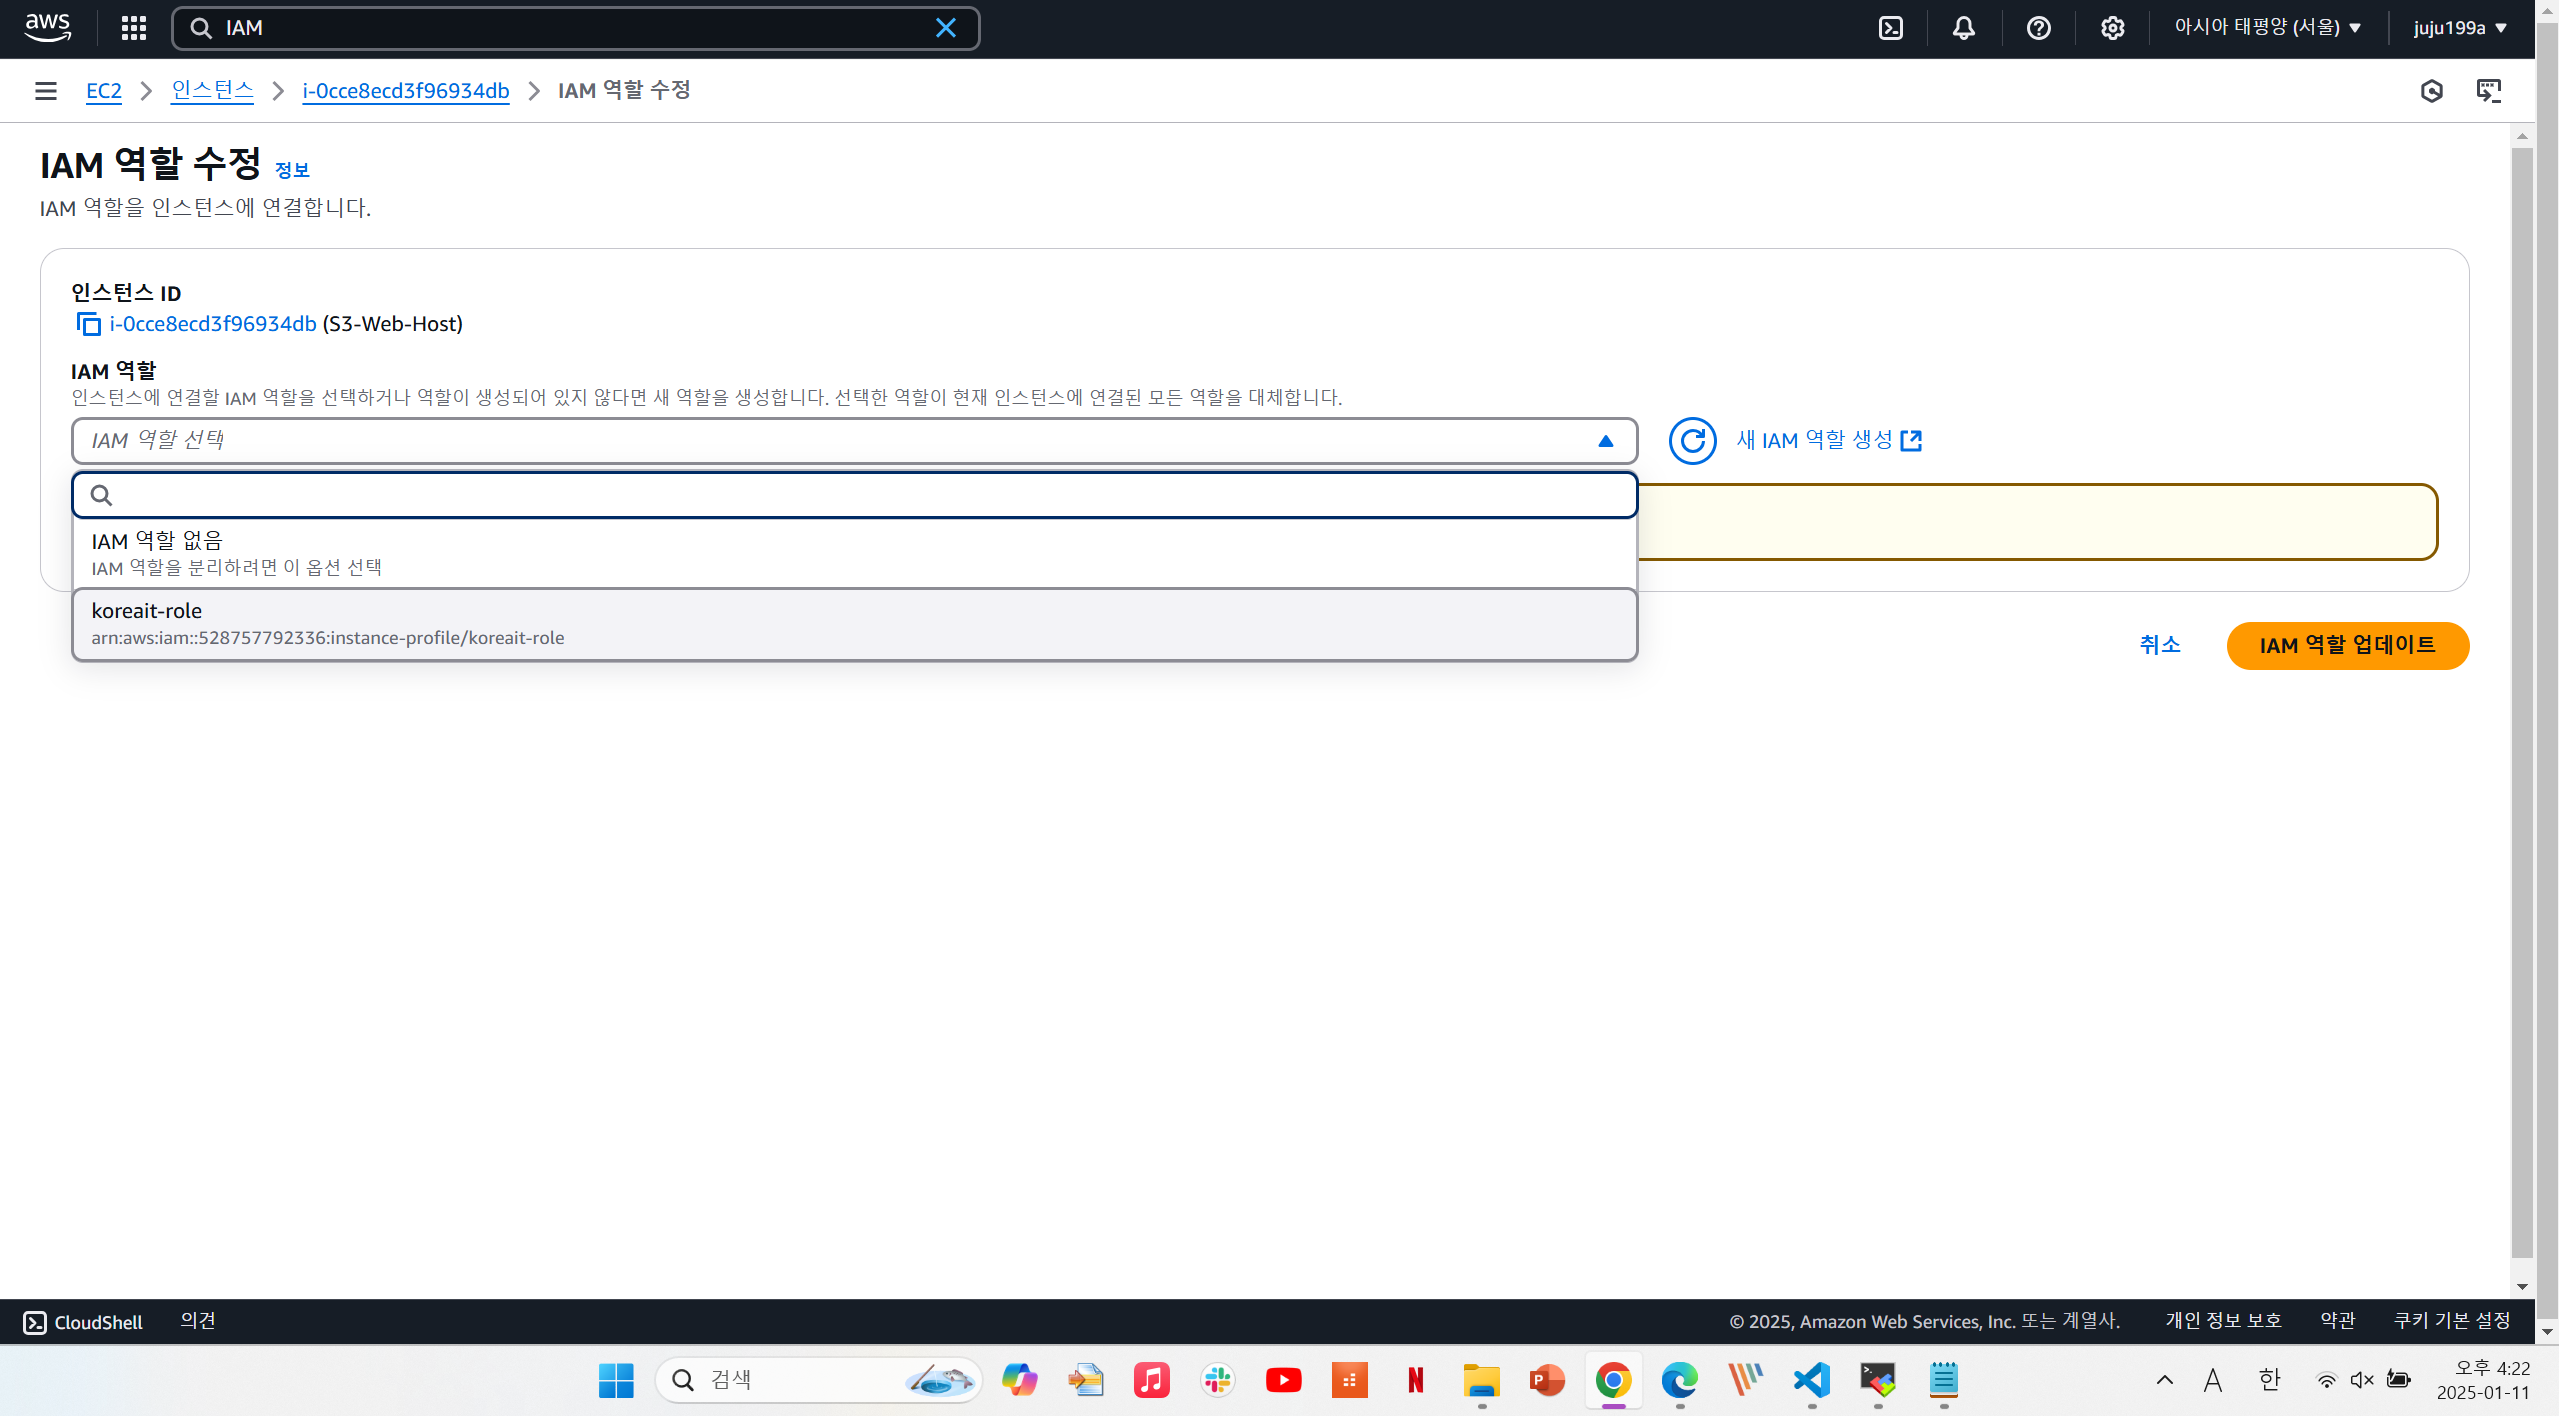 aws
IAM
아시아 태평양 (서울)
juju199a
EC2
인스턴스
i-0cce8ecd3f96934db
IAM 역할 수정
IAM 역할 수정 정보
IAM 역할을 인스턴스에 연결합니다.
인스턴스 ID
i-0cce8ecd3f96934db (S3-Web-Host)
IAM 역할
인스턴스에 연결할 IAM 역할을 선택하거나 역할이 생성되어 있지 않다면 새 역할을 생성합니다. 선택한 역할이 현재 인스턴스에 연결된 모든 역할을 대체합니다.
IAM 역할 선택
새 IAM 역할 생성
IAM 역할 없음
IAM 역할을 분리하려면 이 옵션 선택
koreait-role
arn:aws:iam::528757792336:instance-profile/koreait-role
취소
IAM 역할 업데이트
CloudShell
의견
© 2025, Amazon Web Services, Inc. 또는 계열사.
개인 정보 보호
약관
쿠키 기본 설정
검색
P
N
A
한
오후 4:22
2025-01-11